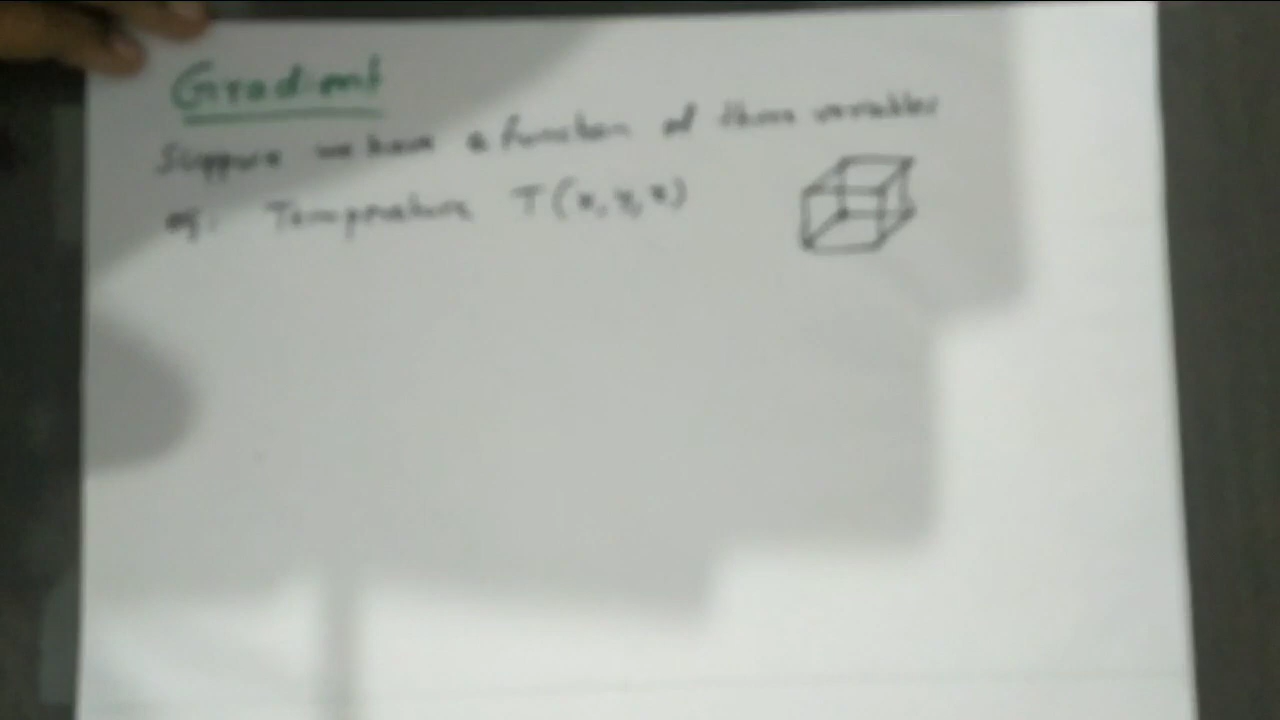 Gradient
Suppose we have a function of three variables
eg: Temperature T(x, y, z)